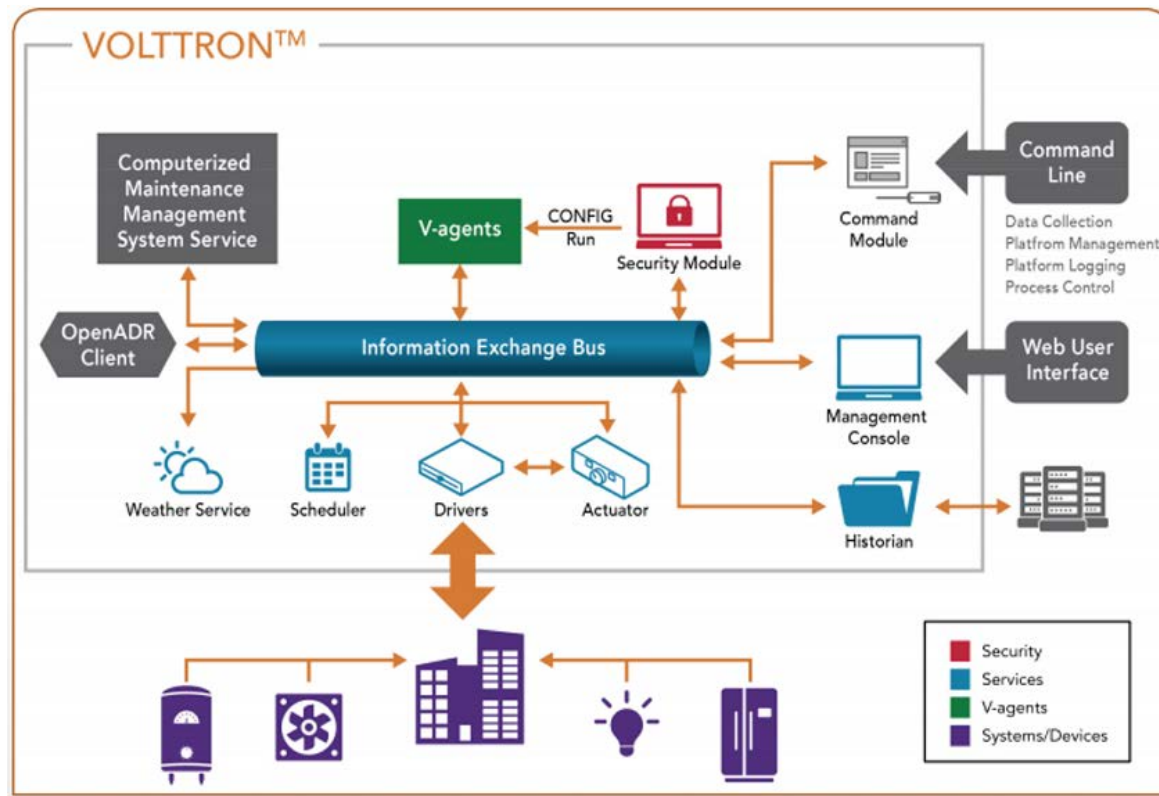 VOLTTRON™
Computerized
Maintenance
Management
System Service
V-agents
CONFIG
Run
Security Module
Command
Module
Command
Line
Data Collection
Platfrom Management
Platform Logging
Process Control
OpenADR
Client
Information Exchange Bus
Management
Console
Web User
Interface
Weather Service
Scheduler
Drivers
Actuator
Historian
Security
Services
V-agents
Systems/Devices